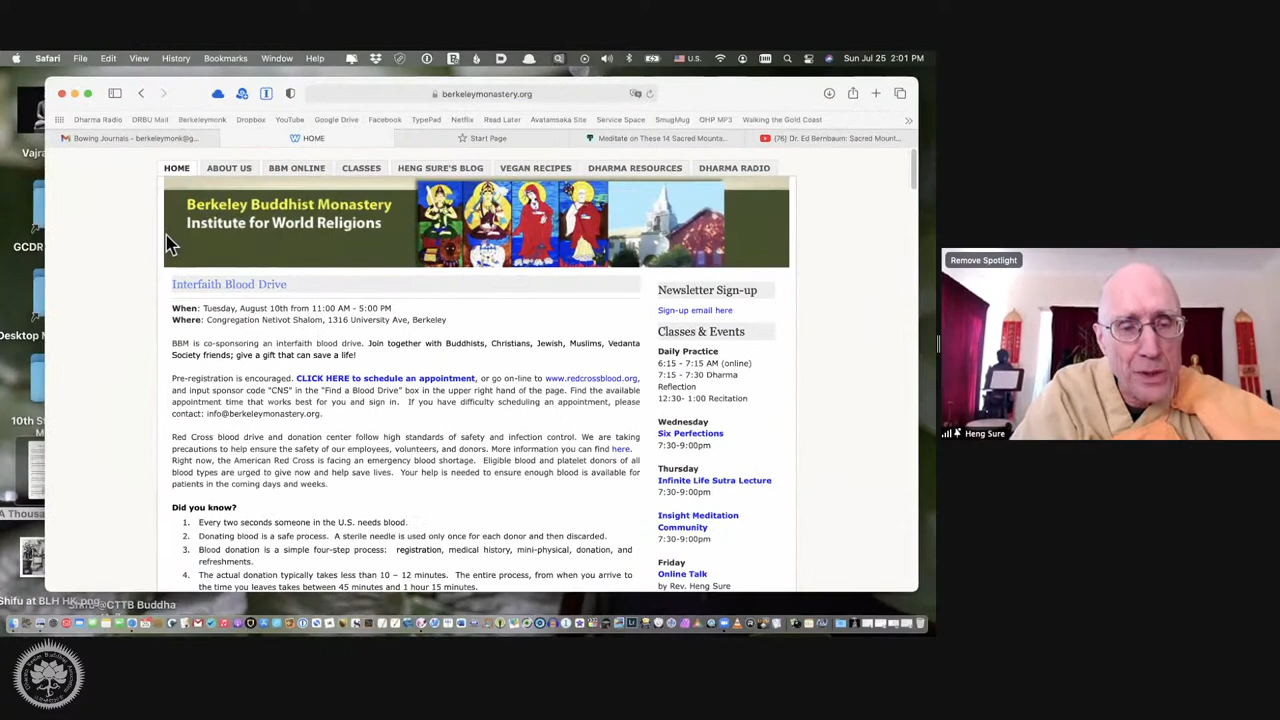 Safari File Edit View History Bookmarks Window Help U.S. Sun Jul 25 2:01 PM
berkeleymonastery.org
Dharma Radio DRBU Mail Berkeleymonk Dropbox YouTube Google Drive Facebook TypePad Netflix Read Later Avatamsaka Site Service Space SmugMug OHP MP3 Walking the Gold Coast
Bowing Journals – berkeleymonk@g... HOME Start Page Meditate on These 14 Sacred Mounta... (76) Dr. Ed Bernbaum: Sacred Mount...
HOME ABOUT US BBM ONLINE CLASSES HENG SURE'S BLOG VEGAN RECIPES DHARMA RESOURCES DHARMA RADIO
Berkeley Buddhist Monastery
Institute for World Religions
Interfaith Blood Drive
When: Tuesday, August 10th from 11:00 AM - 5:00 PM
Where: Congregation Netivot Shalom, 1316 University Ave, Berkeley
BBM is co-sponsoring an interfaith blood drive. Join together with Buddhists, Christians, Jewish, Muslims, Vedanta
Society friends; give a gift that can save a life!
Pre-registration is encouraged. CLICK HERE to schedule an appointment, or go on-line to www.redcrossblood.org,
and input sponsor code "CNS" in the "Find a Blood Drive" box in the upper right hand of the page. Find the available
appointment time that works best for you and sign in. If you have difficulty scheduling an appointment, please
contact: info@berkeleymonastery.org.
Red Cross blood drive and donation center follow high standards of safety and infection control. We are taking
precautions to help ensure the safety of our employees, volunteers, and donors. More information you can find here.
Right now, the American Red Cross is facing an emergency blood shortage. Eligible blood and platelet donors of all
blood types are urged to give now and help save lives. Your help is needed to ensure enough blood is available for
patients in the coming days and weeks.
Did you know?
1. Every two seconds someone in the U.S. needs blood.
2. Donating blood is a safe process. A sterile needle is used only once for each donor and then discarded.
3. Blood donation is a simple four-step process: registration, medical history, mini-physical, donation, and
refreshments.
4. The actual donation typically takes less than 10 – 12 minutes. The entire process, from when you arrive to
the time you leaves takes between 45 minutes and 1 hour 15 minutes.
Newsletter Sign-up
Sign-up email here
Classes & Events
Daily Practice
6:15 - 7:15 AM (online)
7:15 - 7:30 Dharma
Reflection
12:30- 1:00 Recitation
Wednesday
Six Perfections
7:30-9:00pm
Thursday
Infinite Life Sutra Lecture
7:30-9:00pm
Insight Meditation
Community
7:30-9:00pm
Friday
Online Talk
by Rev. Heng Sure
Vajra
GCDR
Desktop M
10th St
M
A Thousa
Shifu at BLH HK.png
Shifu @CTTB Buddha
Remove Spotlight
Heng Sure